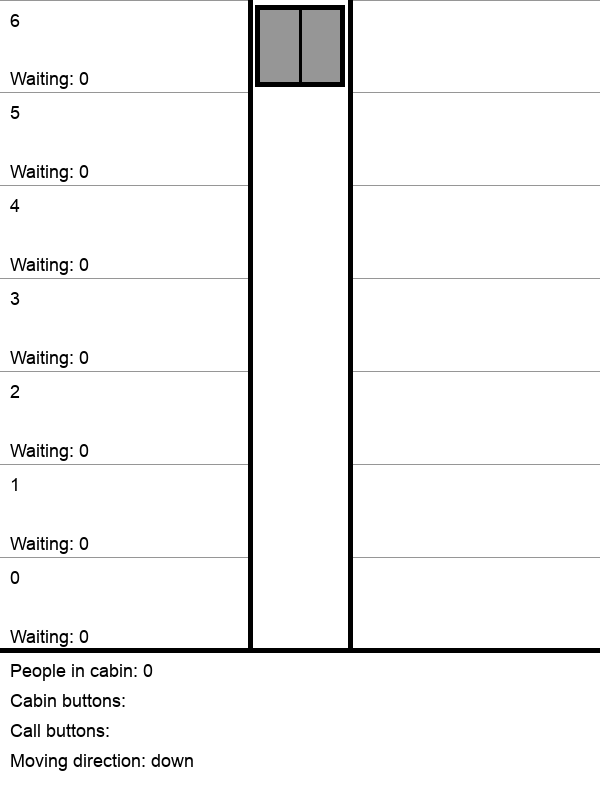 6
Waiting: 0
5
Waiting: 0
4
Waiting: 0
3
Waiting: 0
2
Waiting: 0
1
Waiting: 0
0
Waiting: 0
People in cabin: 0
Cabin buttons:
Call buttons:
Moving direction: down